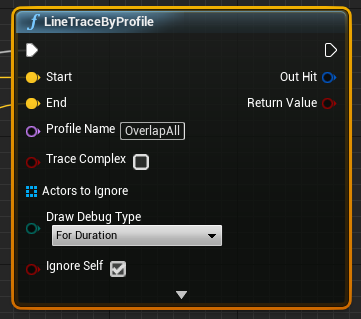 f LineTraceByProfile
Start
Out Hit
End
Return Value
Profile Name OverlapAll
Trace Complex
Actors to Ignore
Draw Debug Type
For Duration
Ignore Self